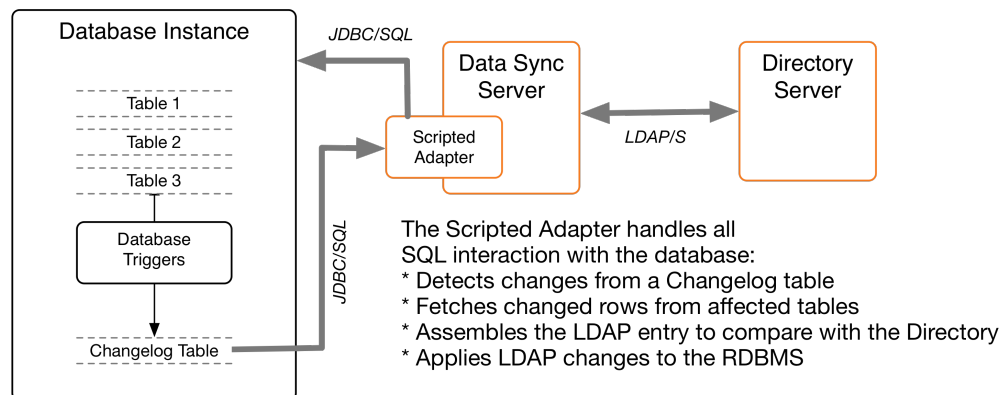 Database Instance
Table 1
Table 2
Table 3
Database
Triggers
Changelog Table
JDBC/SQL
JDBC/SQL
Data Sync
Server
Scripted
Adapter
LDAP/S
Directory
Server
The Scripted Adapter handles all
SQL interaction with the database:
* Detects changes from a Changelog table
* Fetches changed rows from affected tables
* Assembles the LDAP entry to compare with the Directory
* Applies LDAP changes to the RDBMS